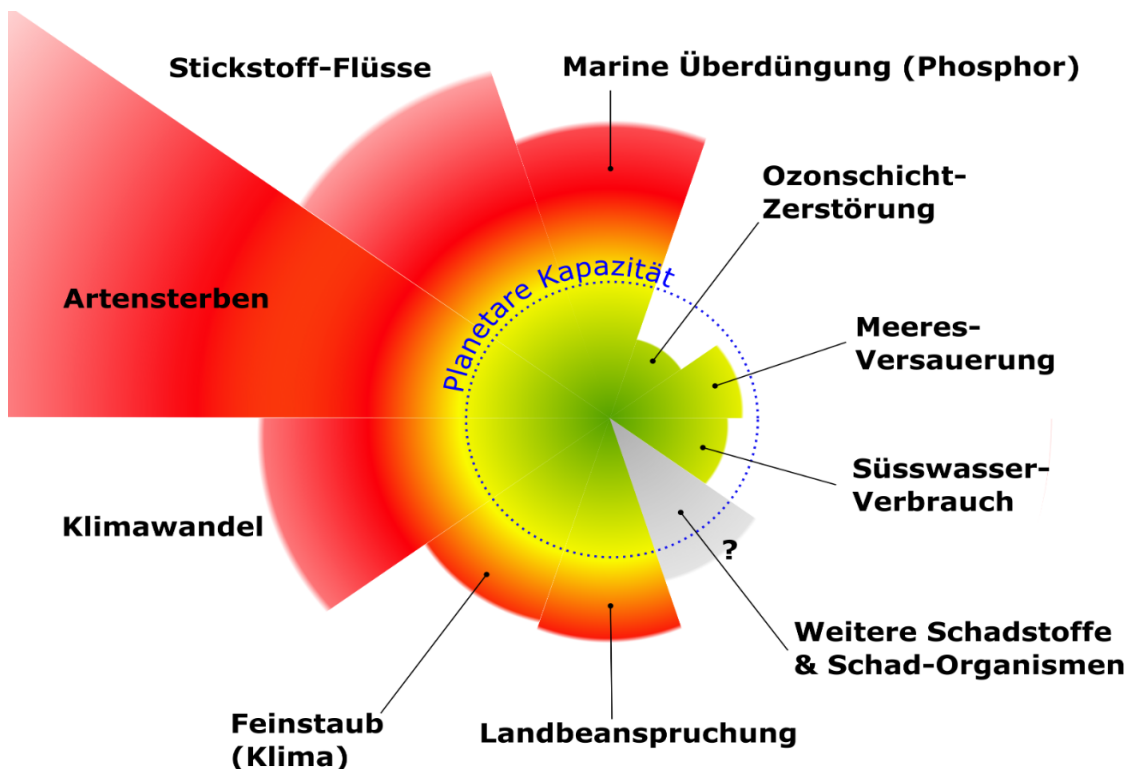 Stickstoff-Flüsse
Marine Überdüngung (Phosphor)
Ozonschicht-
Zerstörung
Planetare Kapazität
Artensterben
Meeres-
Versauerung
Süsswasser-
Verbrauch
Klimawandel
?
Weitere Schadstoffe
& Schad-Organismen
Feinstaub
(Klima)
Landbeanspruchung